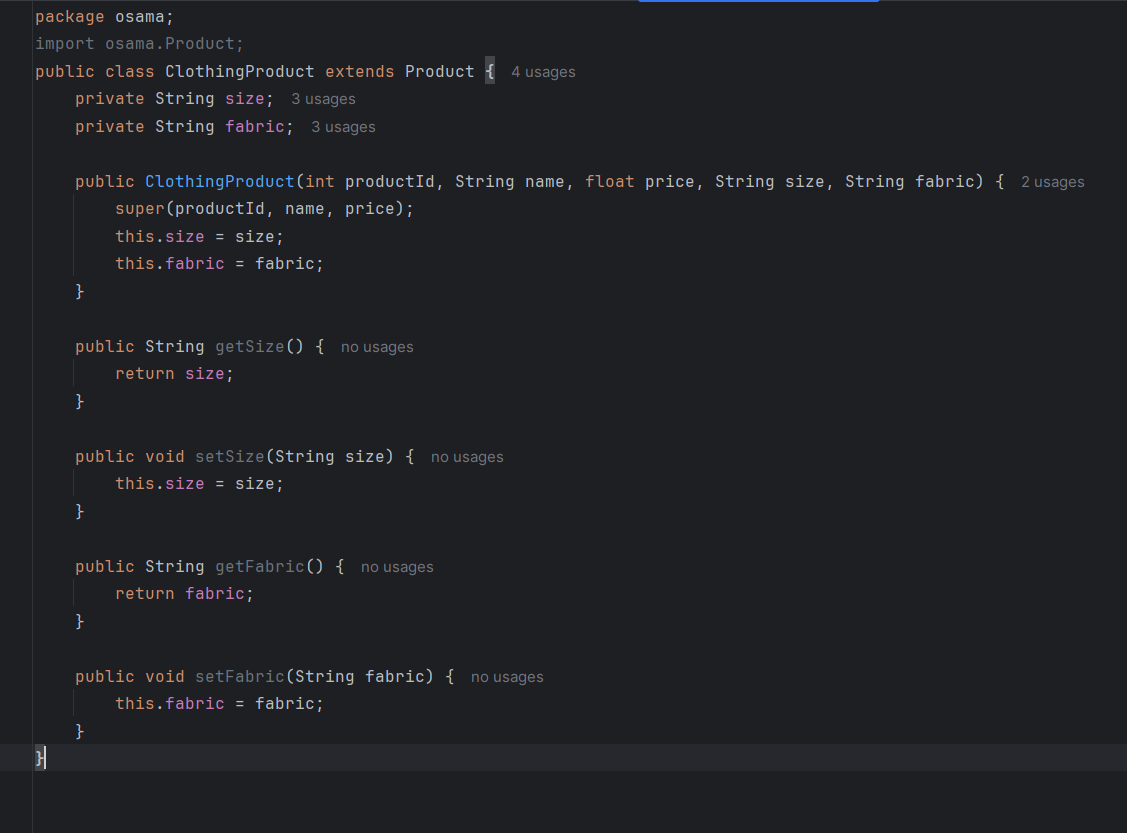 package osama;
import osama.Product;
public class ClothingProduct extends Product { 4 usages
    private String size; 3 usages
    private String fabric; 3 usages

    public ClothingProduct(int productId, String name, float price, String size, String fabric) { 2 usages
        super(productId, name, price);
        this.size = size;
        this.fabric = fabric;
    }

    public String getSize() { no usages
        return size;
    }

    public void setSize(String size) { no usages
        this.size = size;
    }

    public String getFabric() { no usages
        return fabric;
    }

    public void setFabric(String fabric) { no usages
        this.fabric = fabric;
    }
}